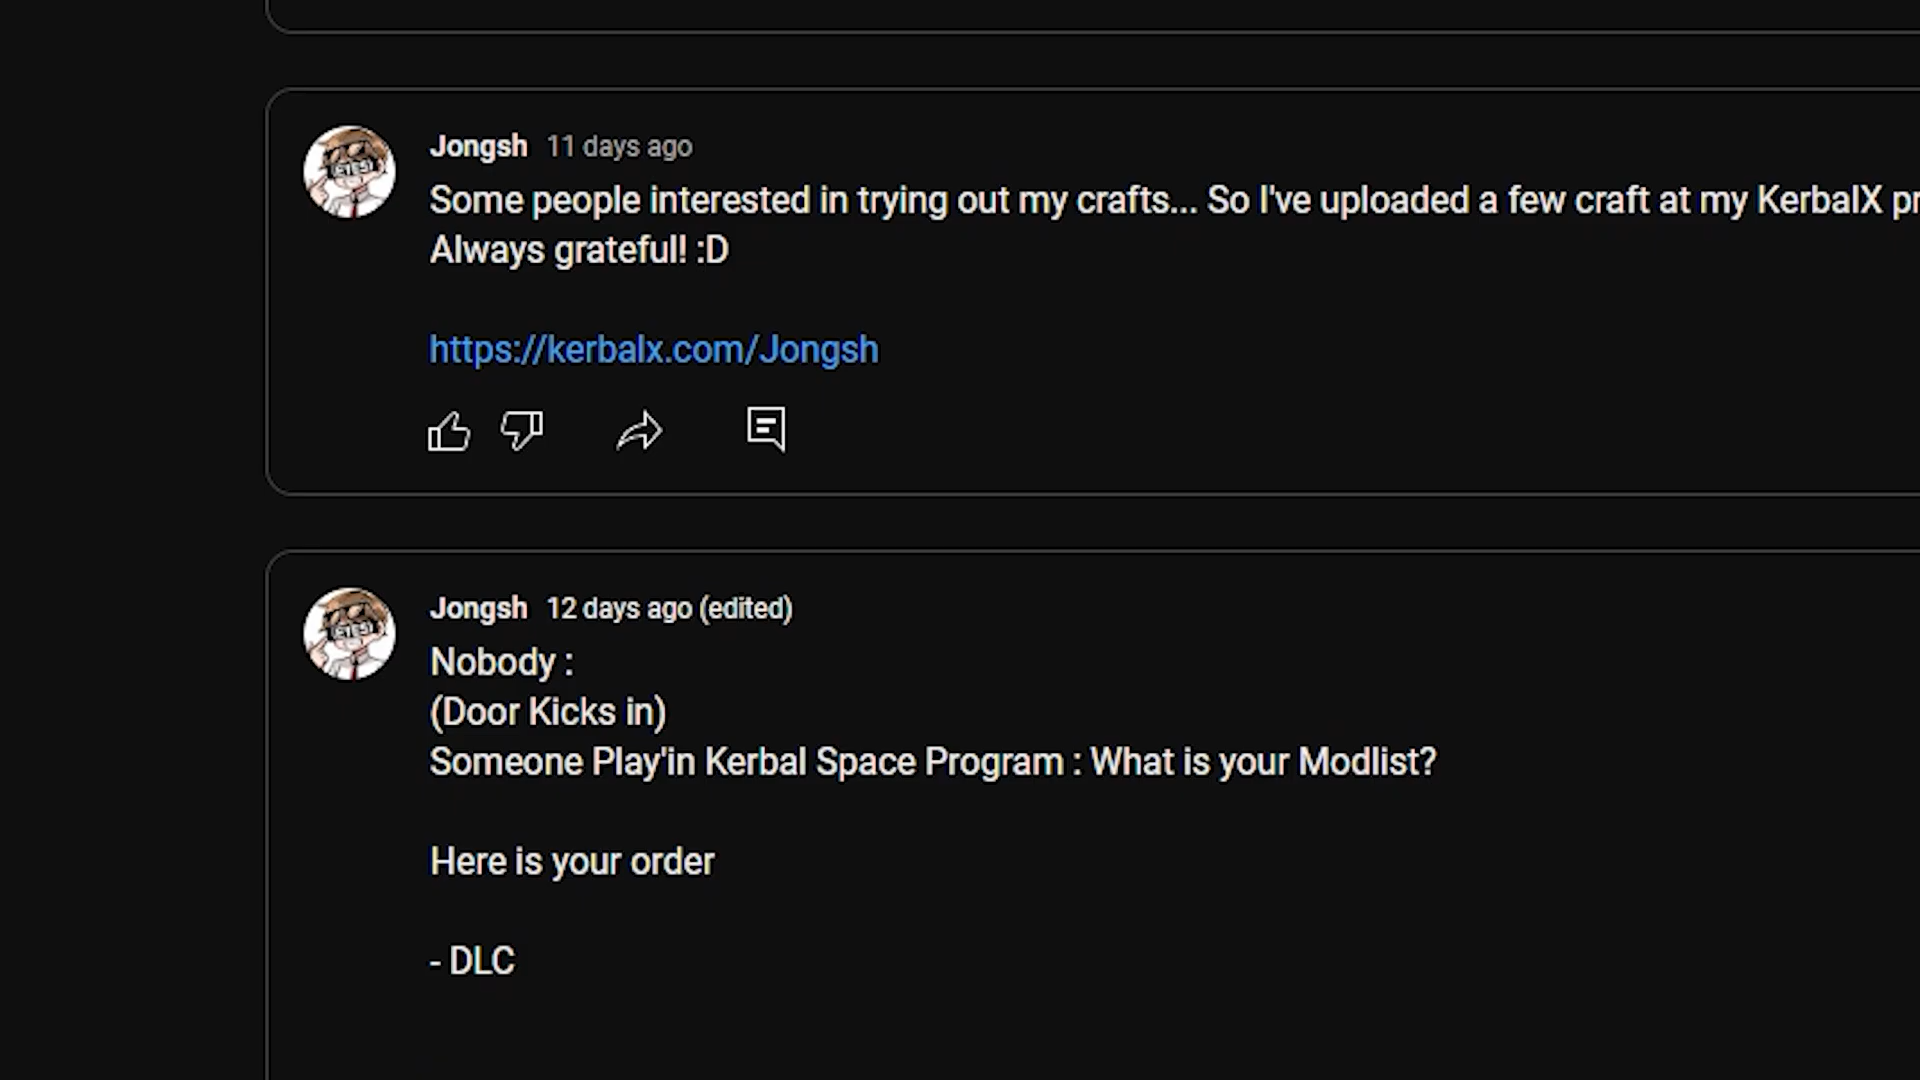 Jongsh 11 days ago
Some people interested in trying out my crafts... So I've uploaded a few craft at my KerbalX
Always grateful! :D
https://kerbalx.com/Jongsh
Jongsh 12 days ago (edited)
Nobody :
(Door Kicks in)
Someone Play'in Kerbal Space Program : What is your Modlist?
Here is your order
- DLC